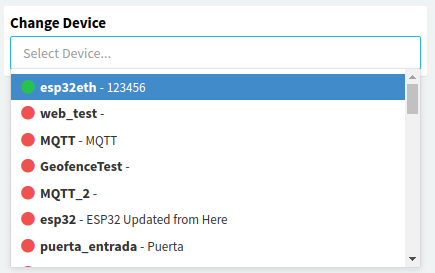 Change Device
Select Device...
esp32eth - 123456
web_test -
MQTT - MQTT
GeofenceTest -
MQTT_2 -
esp32 - ESP32 Updated from Here
puerta_entrada - Puerta